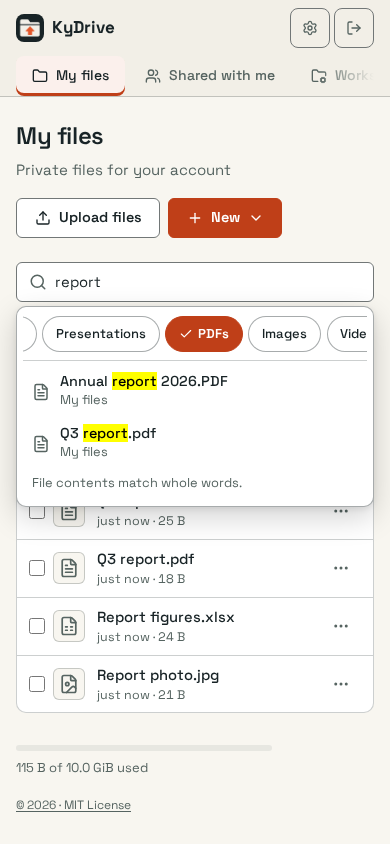 KyDrive
My files
Shared with me
Works
My files
Private files for your account
Upload files
New
report
Presentations
PDFs
Images
Vide
Annual report 2026.PDF
My files
Q3 report.pdf
My files
File contents match whole words.
just now · 25 B
Q3 report.pdf
just now · 18 B
Report figures.xlsx
just now · 24 B
Report photo.jpg
just now · 21 B
115 B of 10.0 GiB used
© 2026 · MIT License